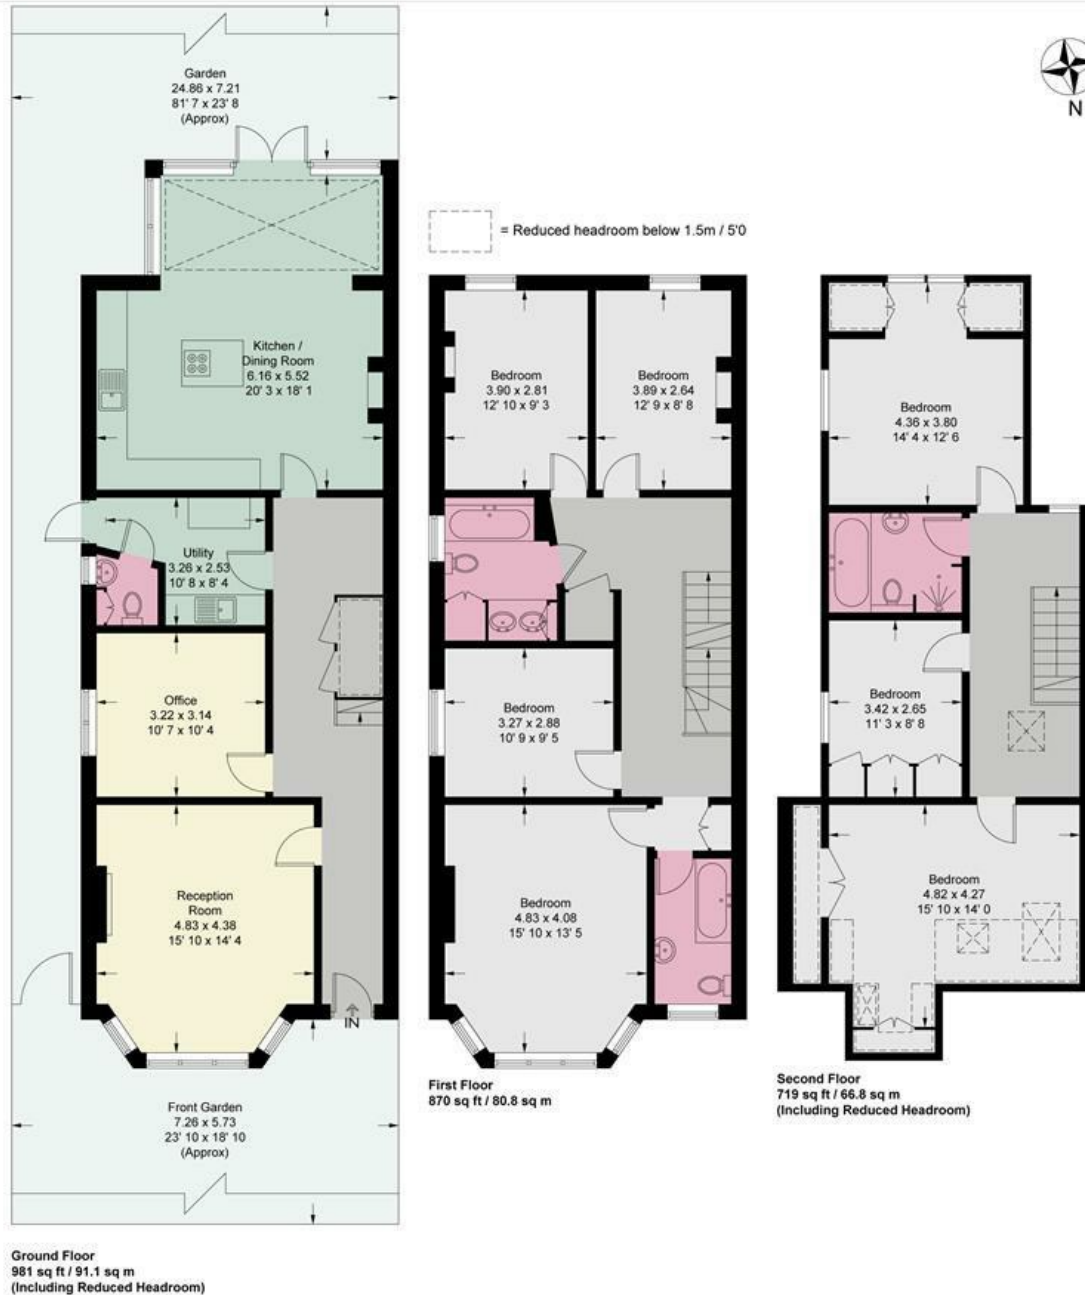 Garden
24.86 x 7.21
81' 7 x 23' 8
(Approx)
N
= Reduced headroom below 1.5m / 5'0
Kitchen /
Dining Room
6.16 x 5.52
20' 3 x 18' 1
Utility
3.26 x 2.53
10' 8 x 8' 4
Office
3.22 x 3.14
10' 7 x 10' 4
Reception
Room
4.83 x 4.38
15' 10 x 14' 4
IN
Front Garden
7.26 x 5.73
23' 10 x 18' 10
(Approx)
Ground Floor
981 sq ft / 91.1 sq m
(Including Reduced Headroom)
Bedroom
3.90 x 2.81
12' 10 x 9' 3
Bedroom
3.89 x 2.64
12' 9 x 8' 8
Bedroom
3.27 x 2.88
10' 9 x 9' 5
Bedroom
4.83 x 4.08
15' 10 x 13' 5
First Floor
870 sq ft / 80.8 sq m
Bedroom
4.36 x 3.80
14' 4 x 12' 6
Bedroom
3.42 x 2.65
11' 3 x 8' 8
Bedroom
4.82 x 4.27
15' 10 x 14' 0
Second Floor
719 sq ft / 66.8 sq m
(Including Reduced Headroom)